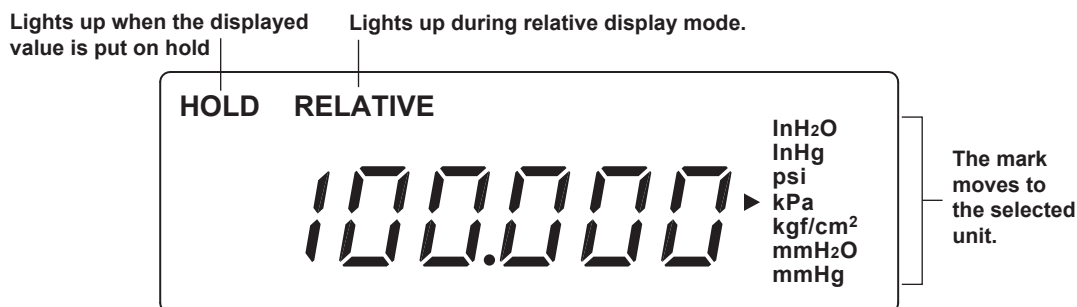 Lights up when the displayed
value is put on hold
Lights up during relative display mode.
HOLD RELATIVE
100.000
InH2O
InHg
psi
▶ kPa
kgf/cm²
mmH2O
mmHg
The mark
moves to
the selected
unit.